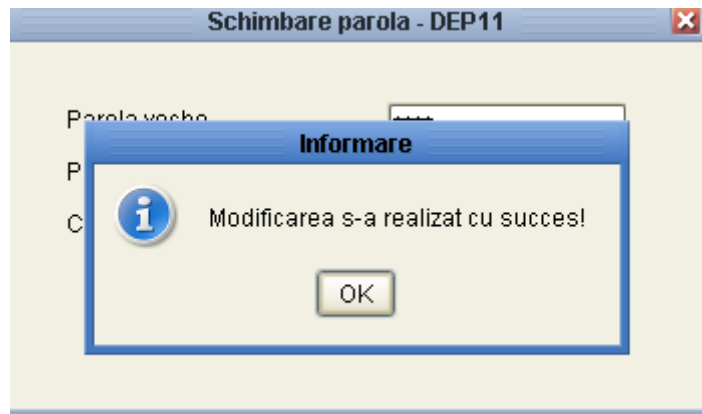 Schimbare parola - DEP11
Parola veche
Informare
P
C
Modificarea s-a realizat cu succes!
OK